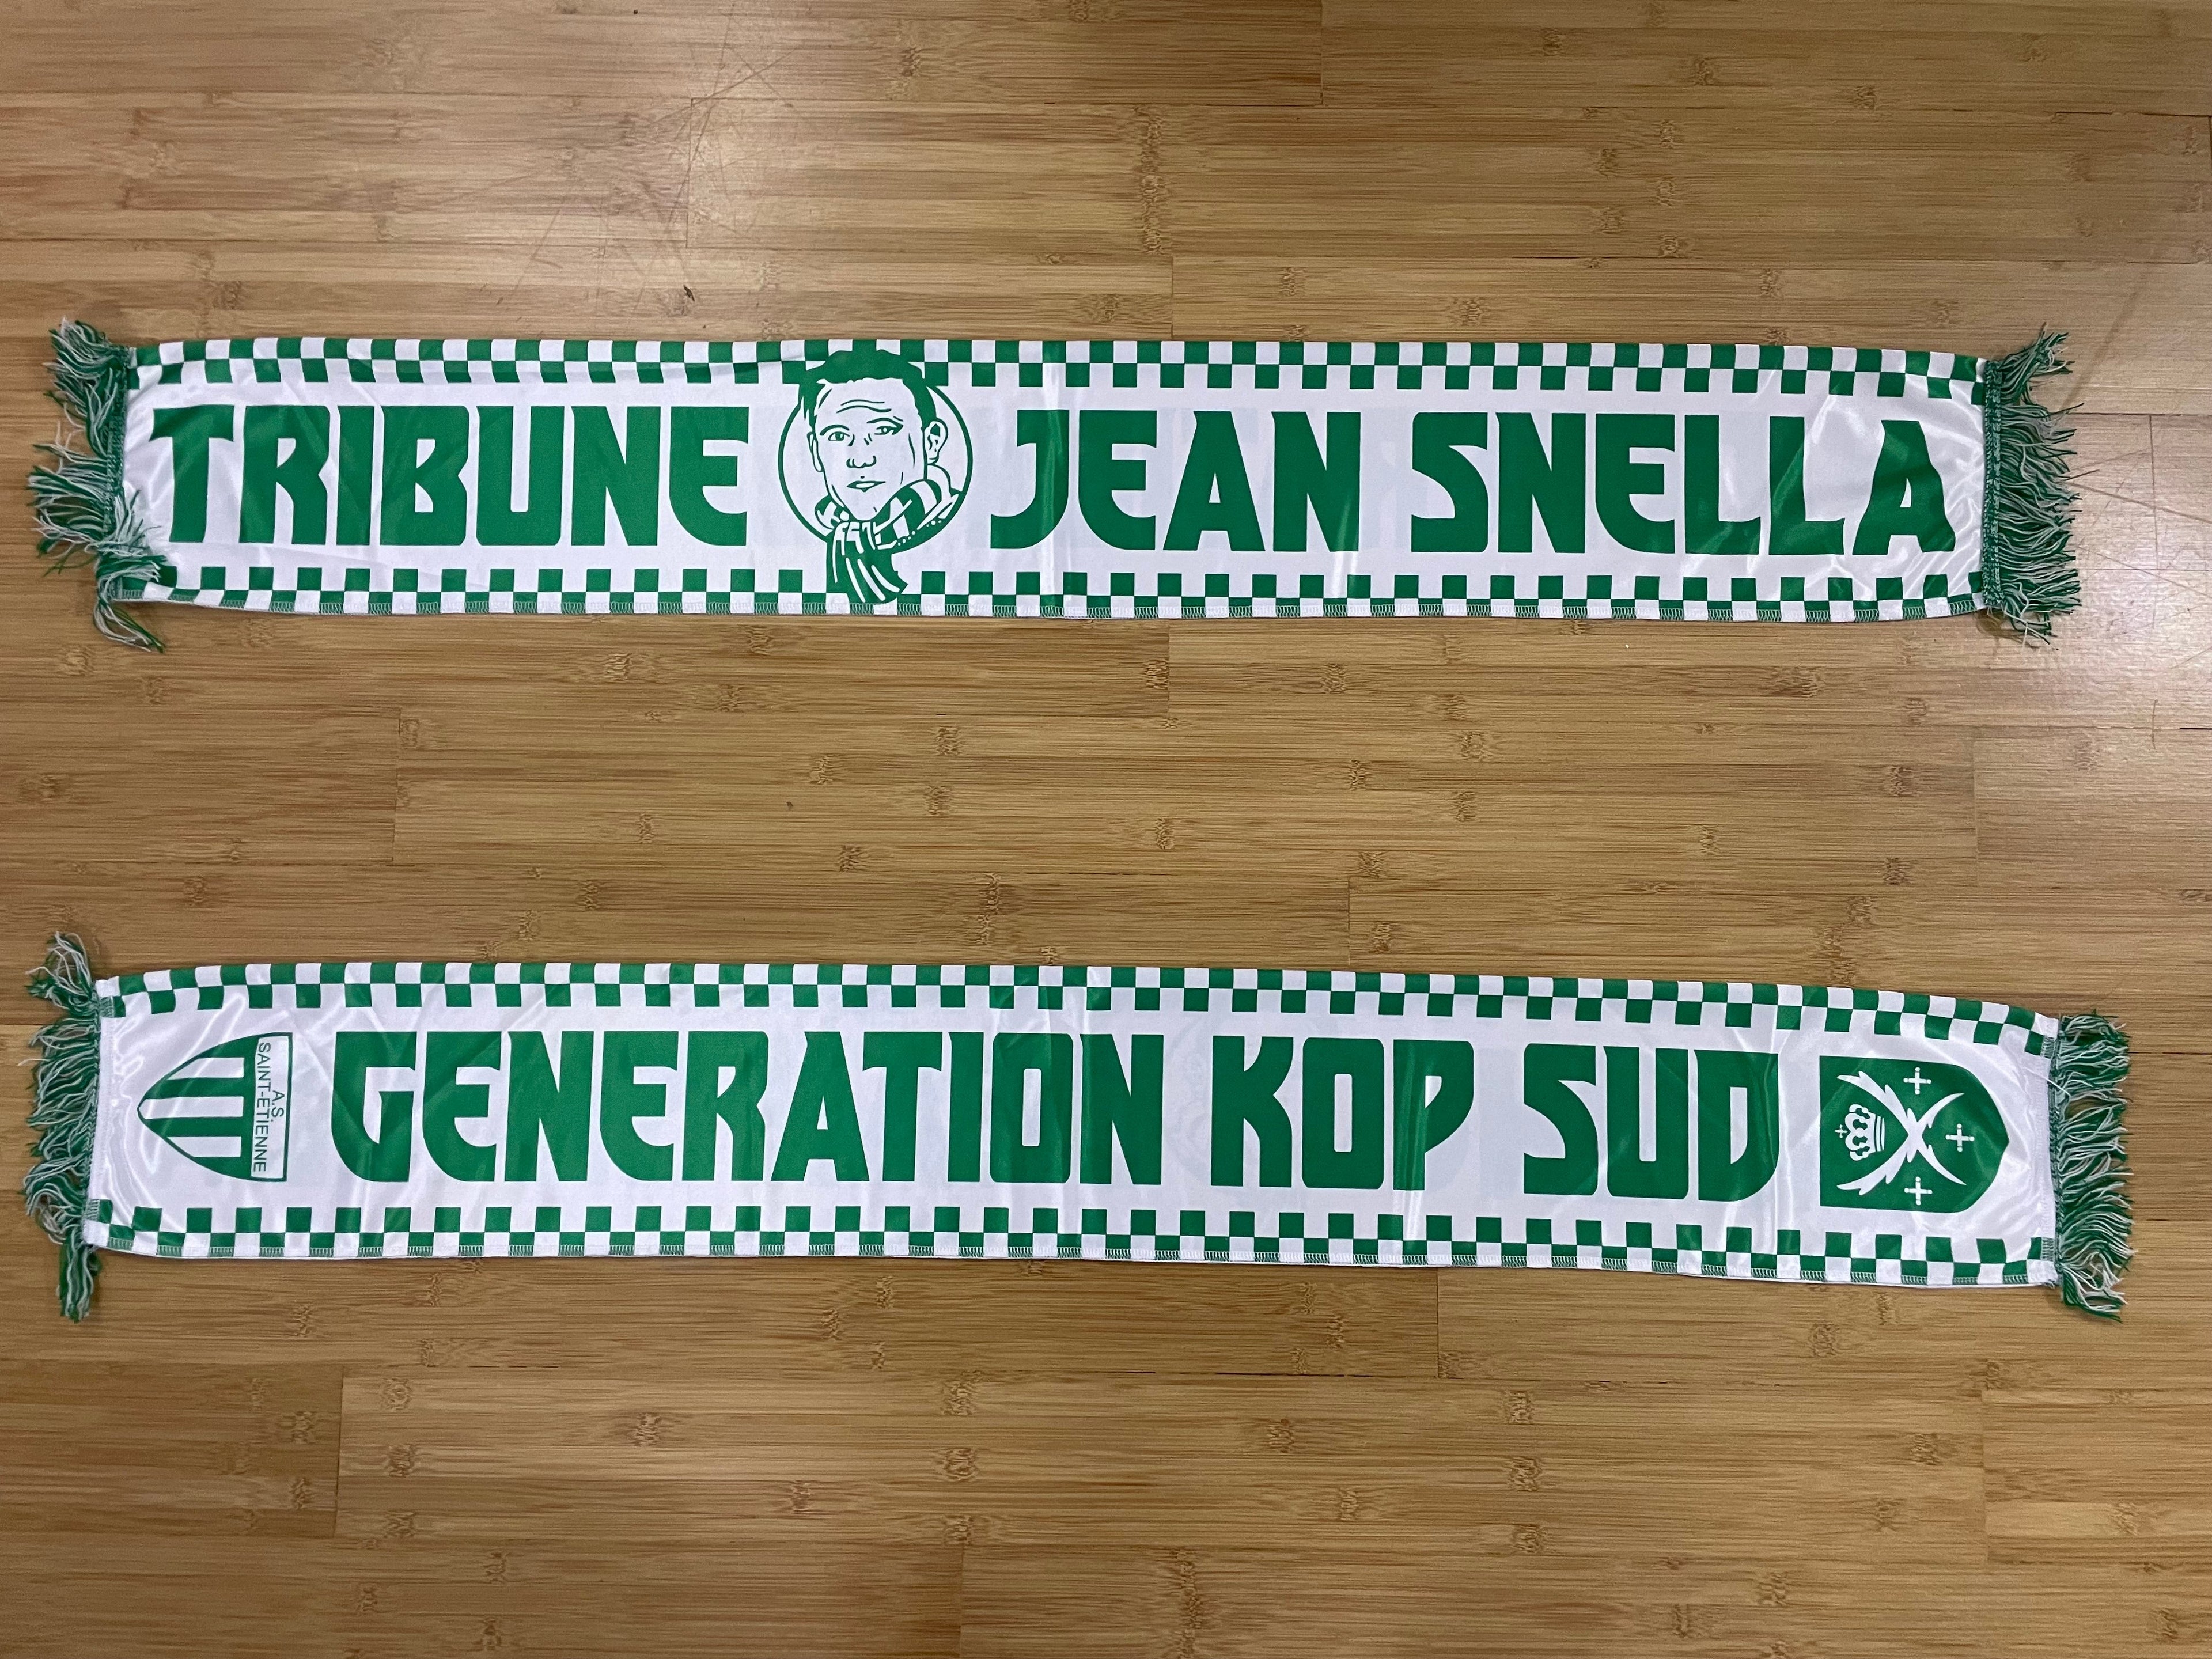 TRIBUNE JEAN SNELLA
A.S.
SAINT-ETIENNE
GENERATION KOP SUD